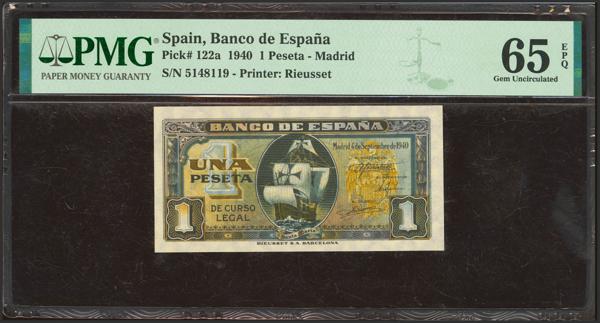 PMG®
PAPER MONEY GUARANTY
Spain, Banco de España
Pick# 122a 1940 1 Peseta - Madrid
S/N 5148119 - Printer: Rieusset
65 EPQ
Gem Uncirculated
BANCO DE ESPAÑA
Madrid 4 de Septiembre de 1940
1
UNA
PESETA
DE CURSO
LEGAL
1
1
RIEUSSET S.A. BARCELONA